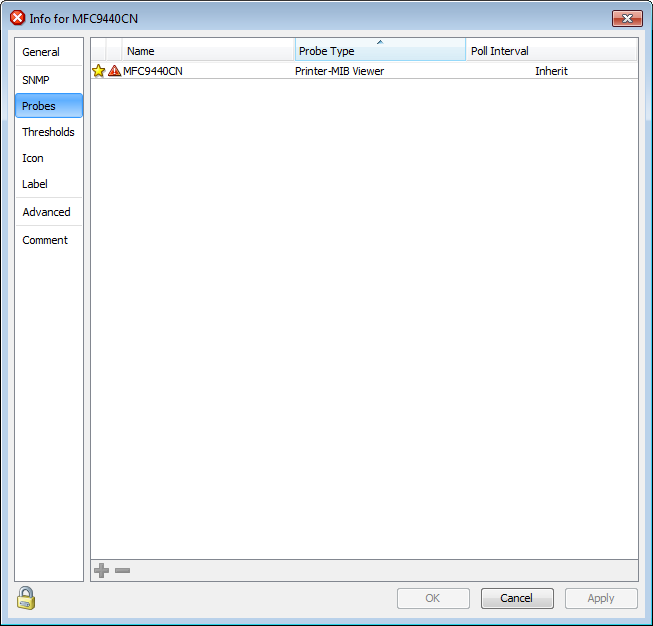 Info for MFC9440CN
General
SNMP
Probes
Thresholds
Icon
Label
Advanced
Comment
Name Probe Type Poll Interval
MFC9440CN Printer-MIB Viewer Inherit
OK Cancel Apply